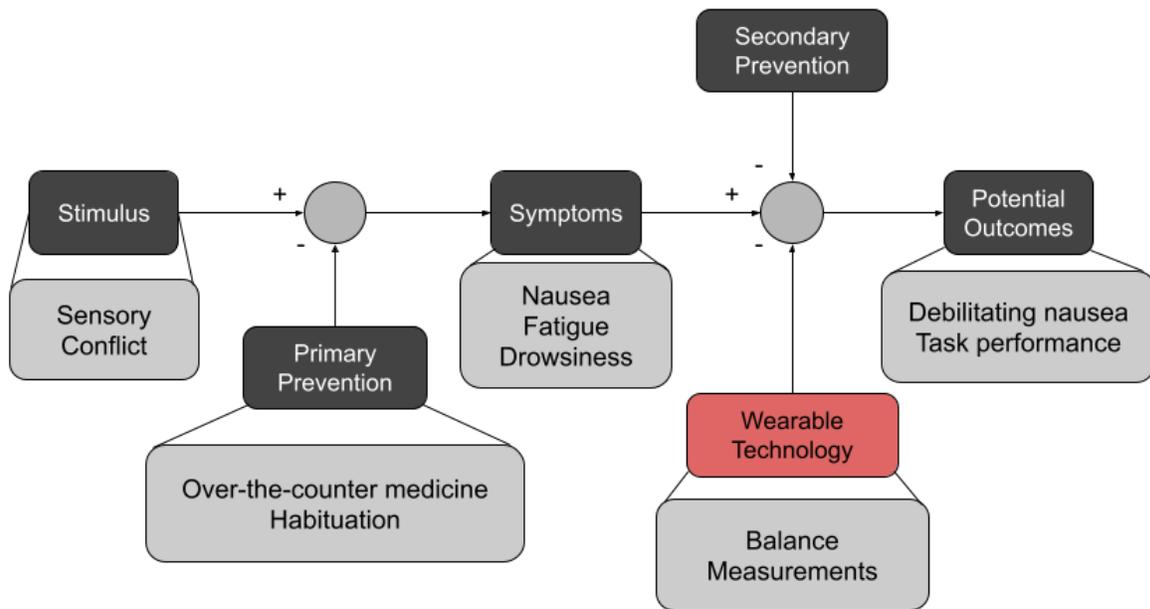 Secondary
Prevention
-
+
+
-
-
Stimulus
Symptoms
Potential
Outcomes
Sensory
Conflict
Primary
Prevention
Nausea
Fatigue
Drowsiness
Debilitating nausea
Task performance
Wearable
Technology
Over-the-counter medicine
Habituation
Balance
Measurements